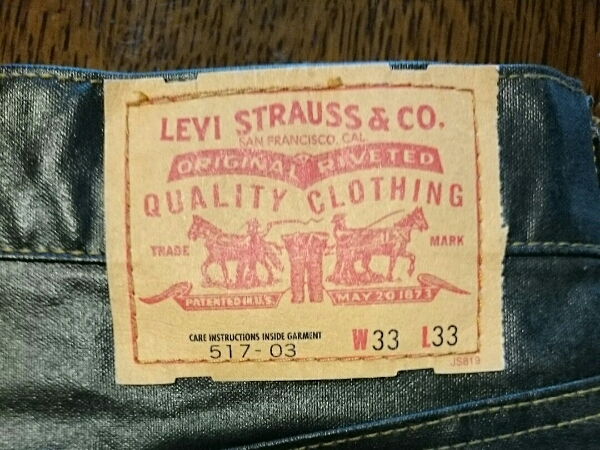 LEVI STRAUSS & CO.
SAN FRANCISCO, CAL.
ORIGINAL RIVETED
QUALITY CLOTHING
TRADE MARK
PATENTED IN U.S. MAY 20 1873
CARE INSTRUCTIONS INSIDE GARMENT
517-03 W33 L33
JS819